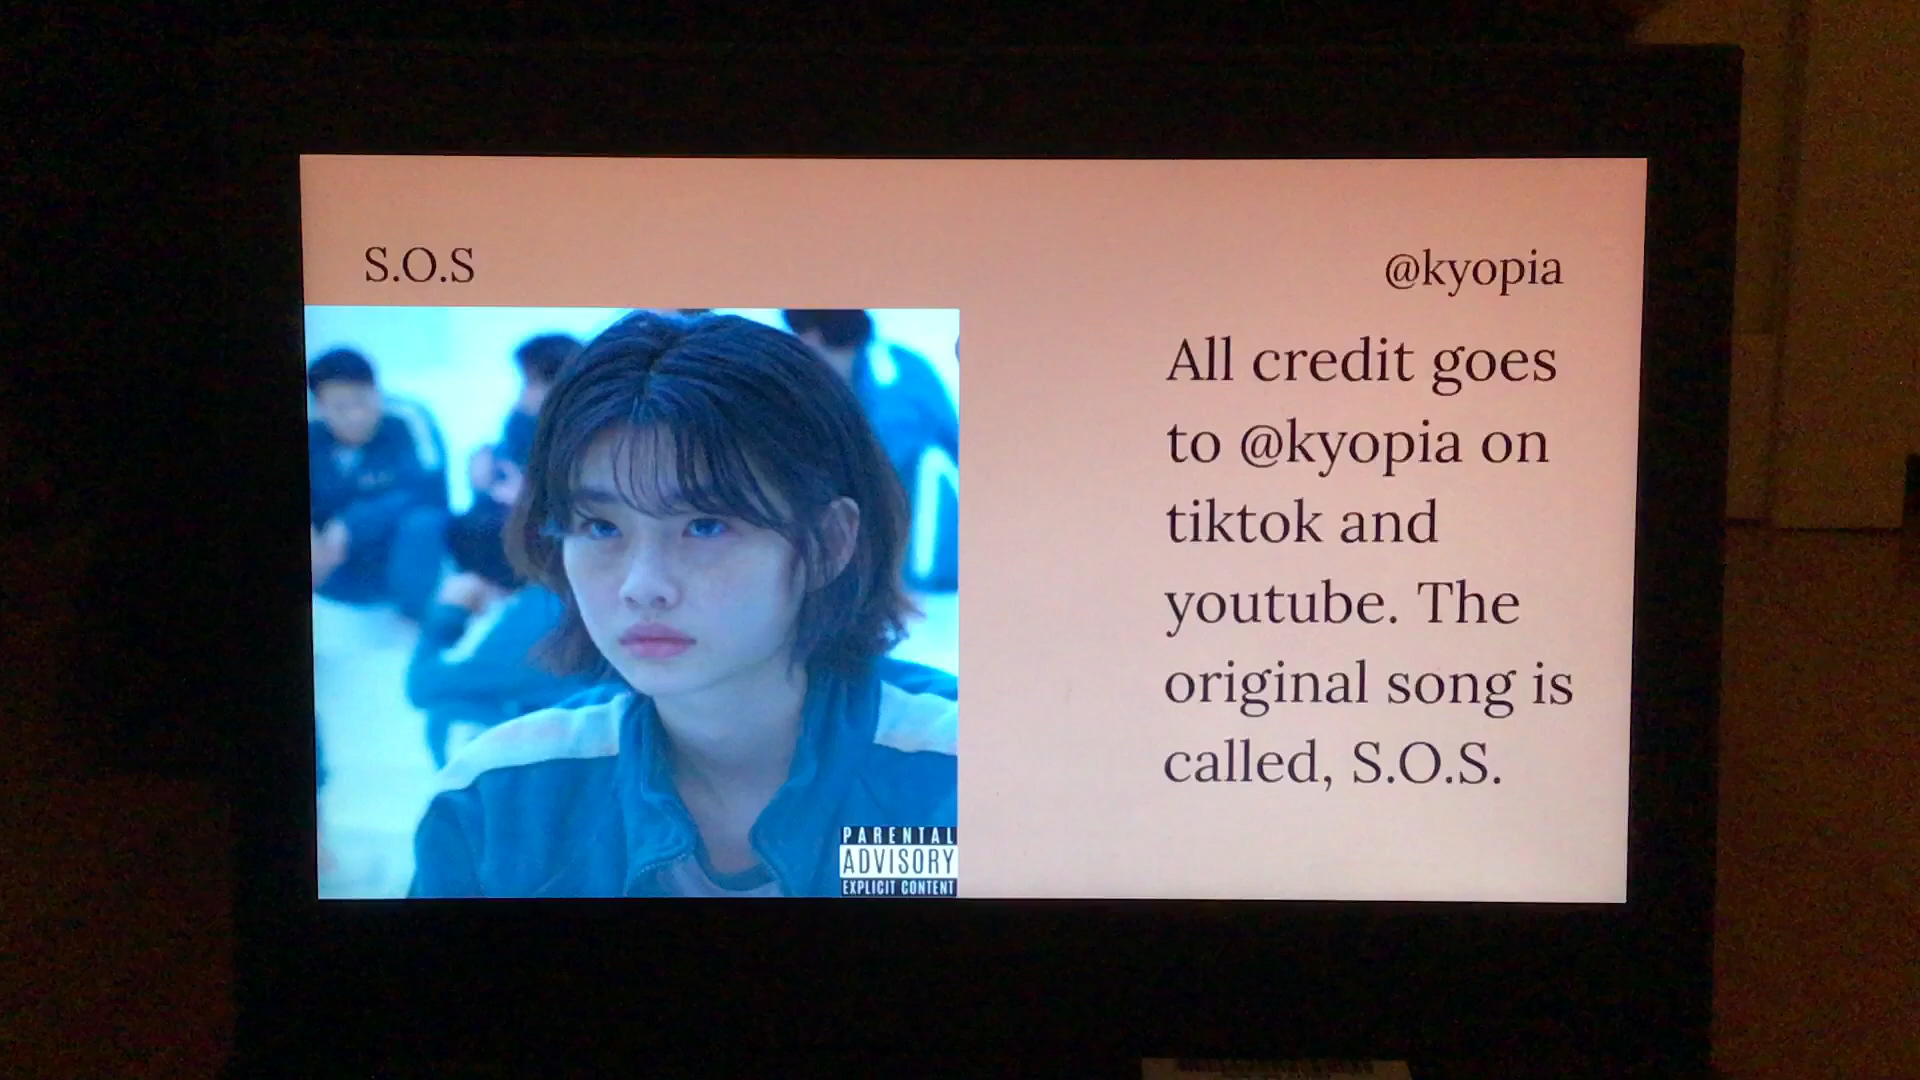 S.O.S
@kyopia
All credit goes
to @kyopia on
tiktok and
youtube. The
original song is
called, S.O.S.
PARENTAL
ADVISORY
EXPLICIT CONTENT